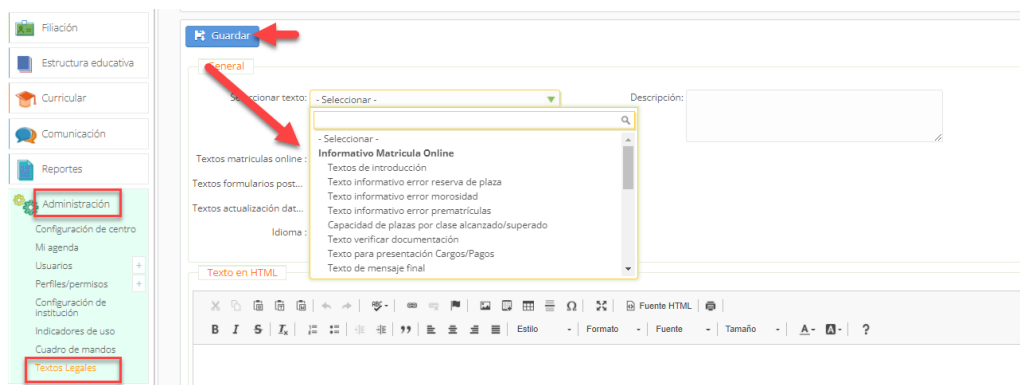 Filiación
Estructura educativa
Curricular
Comunicación
Reportes
Administración
Configuración de centro
Mi agenda
Usuarios
Perfiles/permisos
Configuración de
institución
Indicadores de uso
Cuadro de mandos
Textos Legales
Guardar
General
Seleccionar texto: - Seleccionar - Descripción:
- Seleccionar -
Informativo Matricula Online
Textos de introducción
Texto informativo error reserva de plaza
Texto informativo error morosidad
Texto informativo error prematrículas
Capacidad de plazas por clase alcanzado/superado
Texto verificar documentación
Texto para presentación Cargos/Pagos
Texto de mensaje final
Textos matriculas online :
Textos formularios post...
Textos actualización dat...
Idioma :
Texto en HTML
Fuente HTML
B I S Ix Estilo Formato Fuente Tamaño A A ?